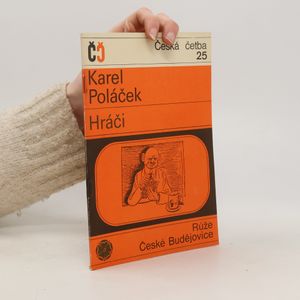 ČČ
Česká četba
25
Karel
Poláček
Hráči
Růže
České Budějovice